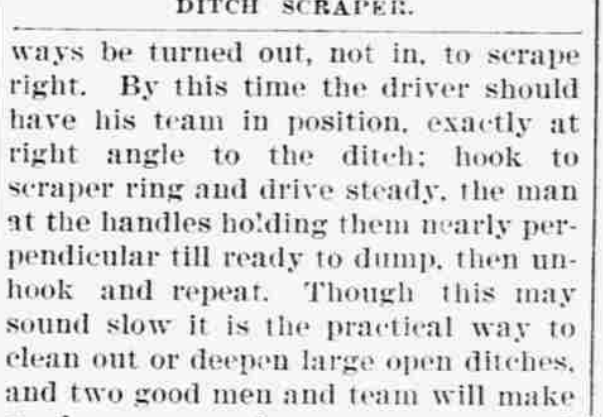 DITCH SCRAPER.
ways be turned out, not in, to scrape
right. By this time the driver should
have his team in position, exactly at
right angle to the ditch; hook to
scraper ring and drive steady, the man
at the handles holding them nearly per-
pendicular till ready to dump, then un-
hook and repeat. Though this may
sound slow it is the practical way to
clean out or deepen large open ditches,
and two good men and team will make